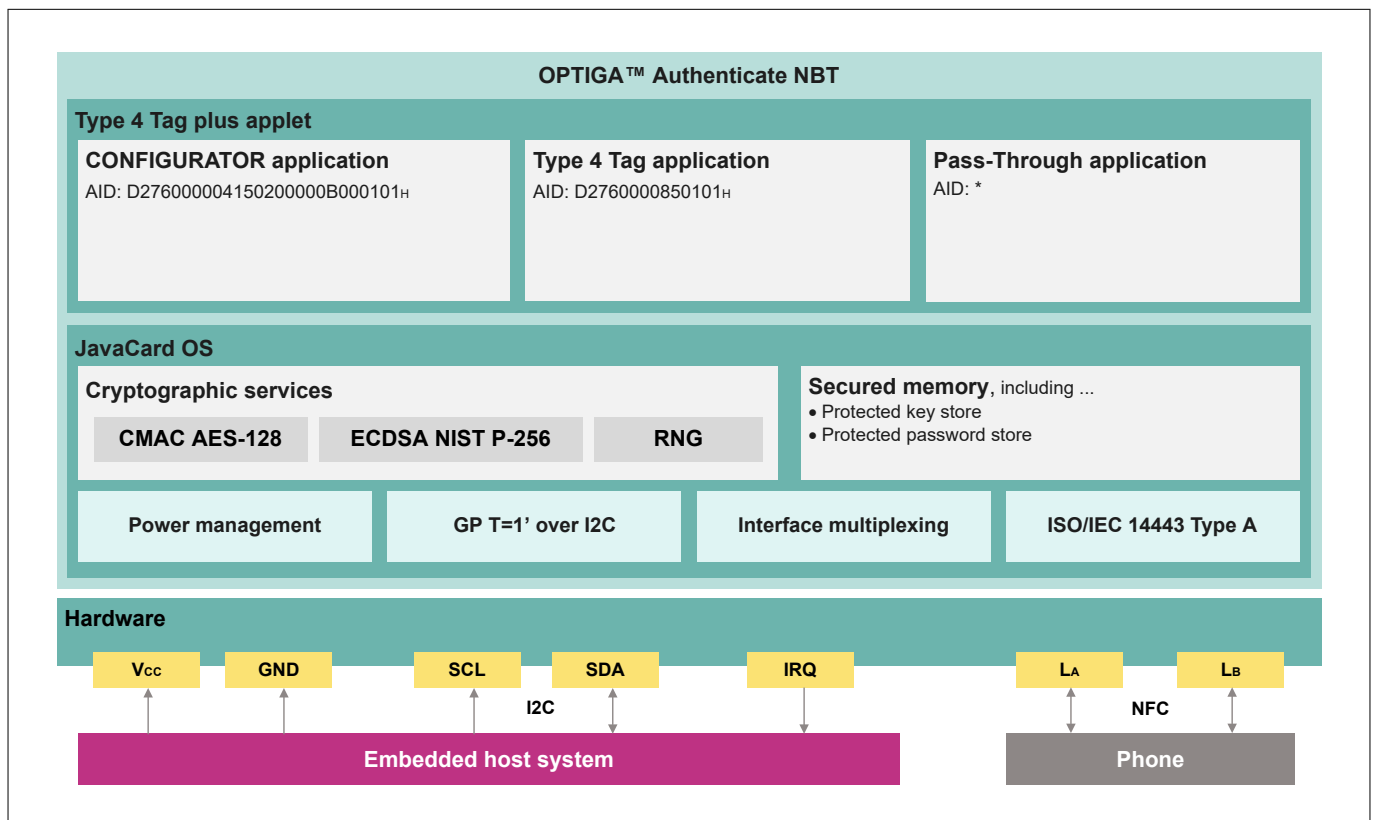 OPTIGA™ Authenticate NBT
Type 4 Tag plus applet
CONFIGURATOR application
AID: D276000004150200000B000101H
Type 4 Tag application
AID: D2760000850101H
Pass-Through application
AID: *
JavaCard OS
Cryptographic services
CMAC AES-128
ECDSA NIST P-256
RNG
Secured memory, including ...
• Protected key store
• Protected password store
Power management
GP T=1’ over I2C
Interface multiplexing
ISO/IEC 14443 Type A
Hardware
VCC
GND
SCL
SDA
IRQ
LA
LB
I2C
NFC
Embedded host system
Phone